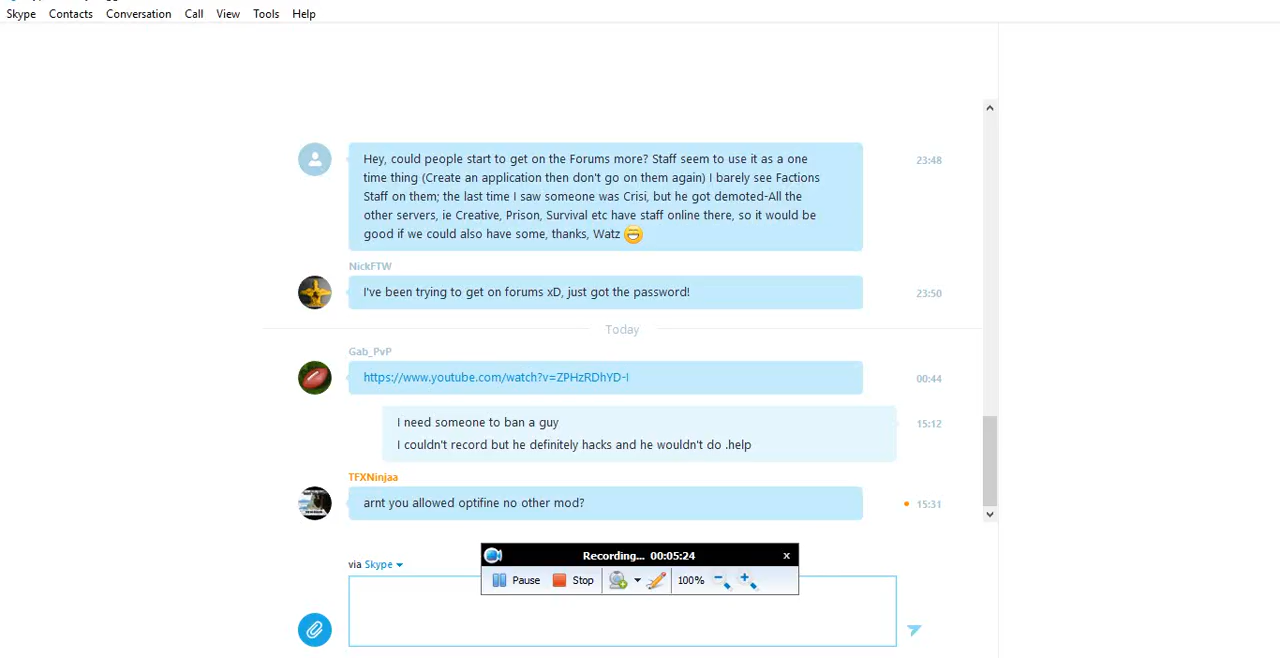 Skype Contacts Conversation Call View Tools Help
Hey, could people start to get on the Forums more? Staff seem to use it as a one
23:48
time thing (Create an application then don't go on them again) I barely see Factions
Staff on them; the last time I saw someone was Crisi, but he got demoted-All the
other servers, ie Creative, Prison, Survival etc have staff online there, so it would be
good if we could also have some, thanks, Watz
NickFTW
I've been trying to get on forums xD, just got the password!
23:50
Today
Gab_PvP
https://www.youtube.com/watch?v=ZPHzRDhYD-I
00:44
I need someone to ban a guy
15:12
I couldn't record but he definitely hacks and he wouldn't do .help
TFXNinjaa
arnt you allowed optifine no other mod?
15:31
Recording... 00:05:24 x
via Skype
Pause Stop 100%